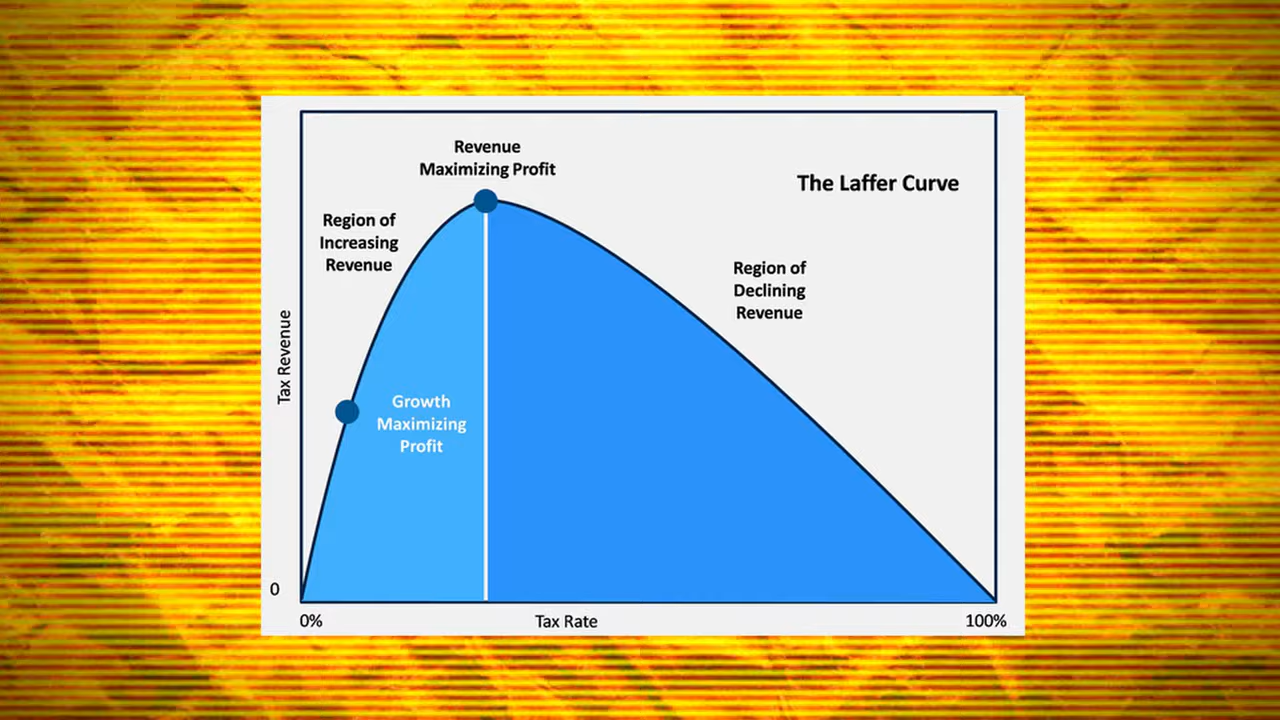 Revenue
Maximizing Profit
The Laffer Curve
Region of
Increasing
Revenue
Region of
Declining
Revenue
Tax Revenue
Growth
Maximizing
Profit
0
0%
Tax Rate
100%